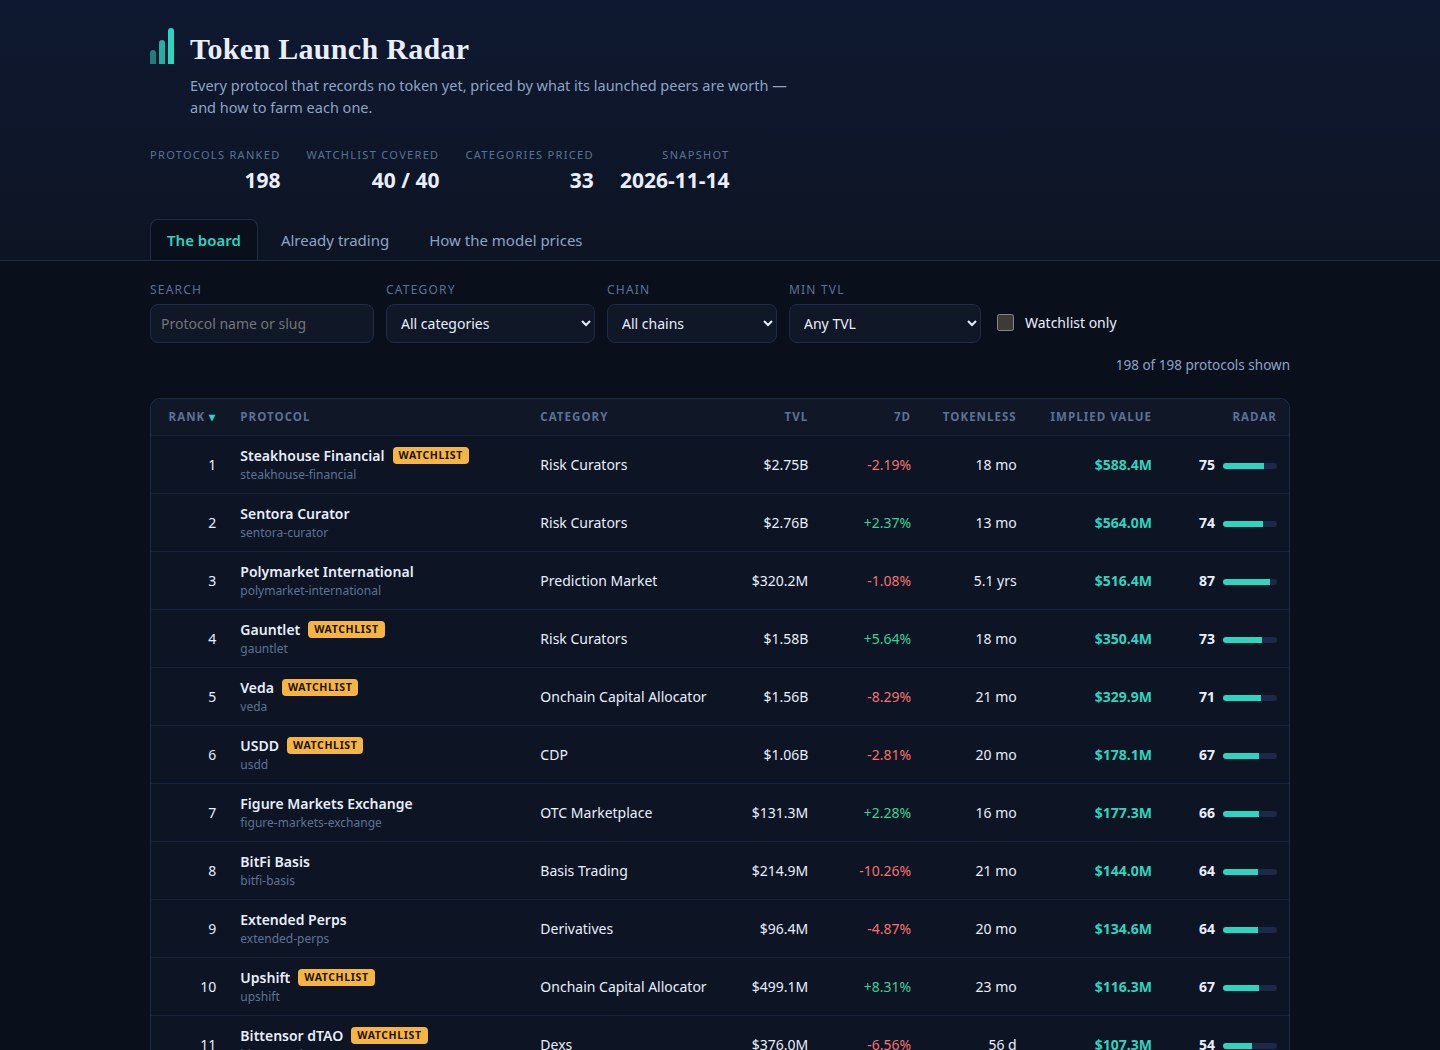 Token Launch Radar
Every protocol that records no token yet, priced by what its launched peers are worth —
and how to farm each one.
PROTOCOLS RANKED WATCHLIST COVERED CATEGORIES PRICED SNAPSHOT
198 40 / 40 33 2026-11-14
The board Already trading How the model prices
SEARCH CATEGORY CHAIN MIN TVL
Protocol name or slug All categories All chains Any TVL Watchlist only
198 of 198 protocols shown
RANK ▼ PROTOCOL CATEGORY TVL 7D TOKENLESS IMPLIED VALUE RADAR
1 Steakhouse Financial WATCHLIST Risk Curators $2.75B -2.19% 18 mo $588.4M 75
steakhouse-financial
2 Sentora Curator Risk Curators $2.76B +2.37% 13 mo $564.0M 74
sentora-curator
3 Polymarket International Prediction Market $320.2M -1.08% 5.1 yrs $516.4M 87
polymarket-international
4 Gauntlet WATCHLIST Risk Curators $1.58B +5.64% 18 mo $350.4M 73
gauntlet
5 Veda WATCHLIST Onchain Capital Allocator $1.56B -8.29% 21 mo $329.9M 71
veda
6 USDD WATCHLIST CDP $1.06B -2.81% 20 mo $178.1M 67
usdd
7 Figure Markets Exchange OTC Marketplace $131.3M +2.28% 16 mo $177.3M 66
figure-markets-exchange
8 BitFi Basis Basis Trading $214.9M -10.26% 21 mo $144.0M 64
bitfi-basis
9 Extended Perps Derivatives $96.4M -4.87% 20 mo $134.6M 64
extended-perps
10 Upshift WATCHLIST Onchain Capital Allocator $499.1M +8.31% 23 mo $116.3M 67
upshift
11 Bittensor dTAO WATCHLIST Dexs $376.0M -6.56% 56 d $107.3M 54